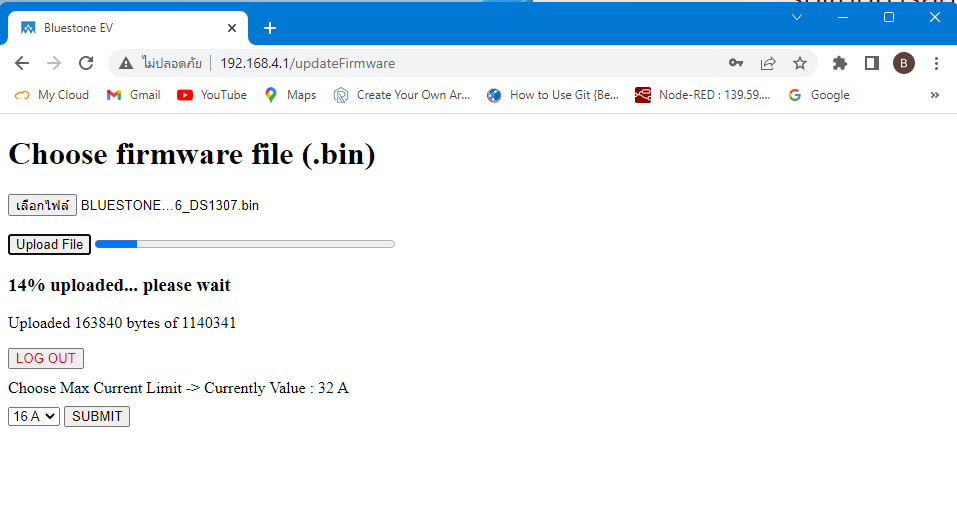 Bluestone EV
ไม่ปลอดภัย 192.168.4.1/updateFirmware B
My Cloud Gmail YouTube Maps Create Your Own Ar... How to Use Git {Be... Node-RED : 139.59.... Google »
Choose firmware file (.bin)
เลือกไฟล์ BLUESTONE...6_DS1307.bin
Upload File
14% uploaded... please wait
Uploaded 163840 bytes of 1140341
LOG OUT
Choose Max Current Limit -> Currently Value : 32 A
16 A SUBMIT